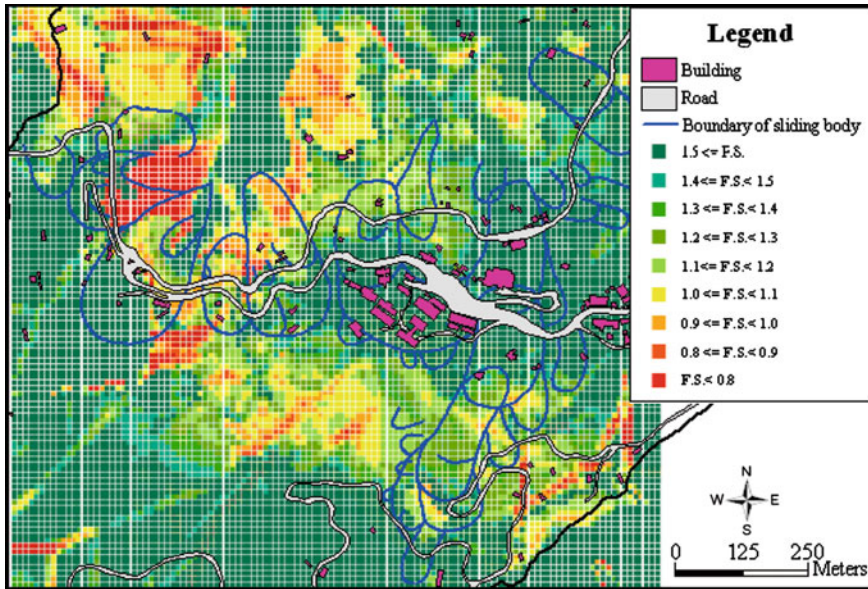 Legend
Building
Road
Boundary of sliding body
1.5 <= F.S.
1.4<= F.S.< 1.5
1.3 <= F.S.< 1.4
1.2 <= F.S.< 1.3
1.1<= F.S.< 1.2
1.0 <= F.S.< 1.1
0.9 <= F.S.< 1.0
0.8 <= F.S.< 0.9
F.S.< 0.8
N
W E
S
0 125 250
Meters